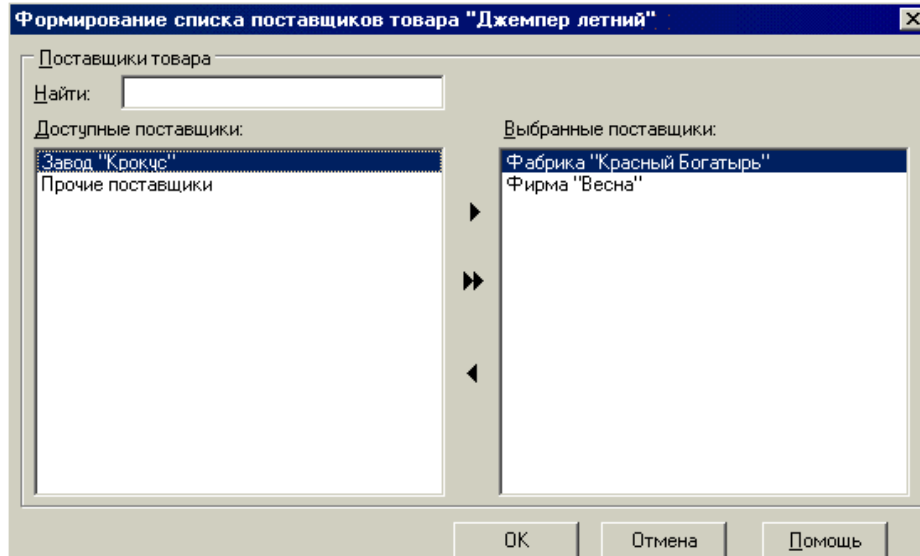 Формирование списка поставщиков товара "Джемпер летний"
Поставщики товара
Найти:
Доступные поставщики:
Выбранные поставщики:
Завод "Крокус"
Прочие поставщики
Фабрика "Красный Богатырь"
Фирма "Весна"
OK
Отмена
Помощь